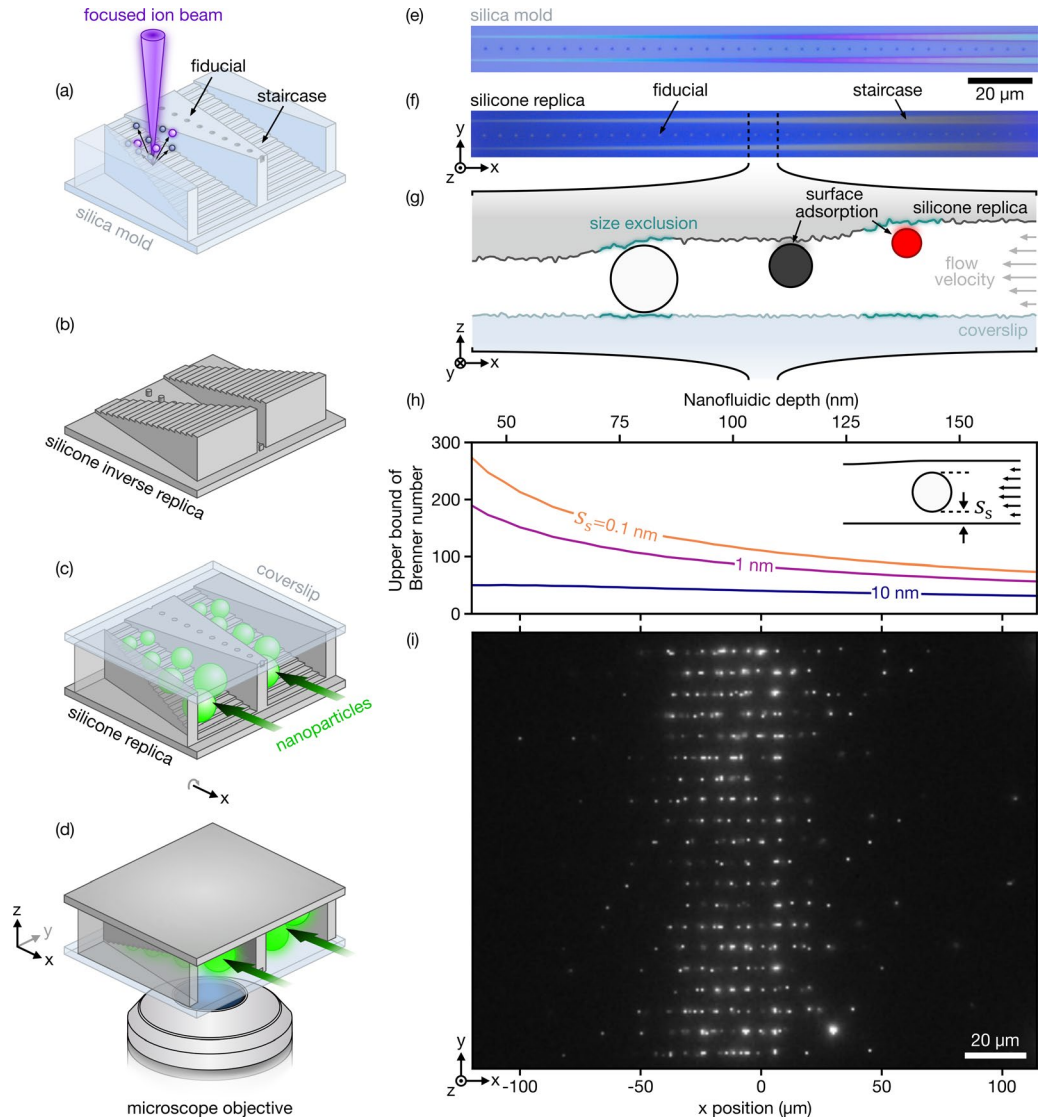 focused ion beam
(a)
fiducial
staircase
silica mold
(b)
silicone inverse replica
(c)
coverslip
silicone replica
nanoparticles
x
(d)
z
y
x
microscope objective
(e)
silica mold
20 µm
(f)
silicone replica
fiducial
staircase
y
z
x
(g)
size exclusion
surface
adsorption
silicone replica
flow
velocity
coverslip
z
y
x
(h)
Nanofluidic depth (nm)
50
75
100
125
150
Upper bound of
Brenner number
300
200
100
0
Ss=0.1 nm
1 nm
10 nm
Ss
(i)
20 µm
y
z
x
-100
-50
0
50
100
x position (µm)